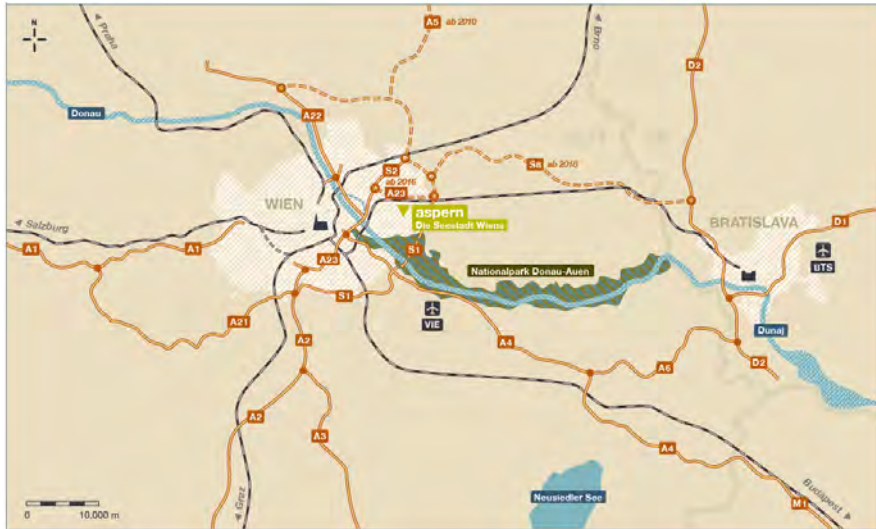 A5 ab 2010
N
Praha
Brno
D2
Donau
A22
S2
ab 2016
S8 ab 2018
A23
WIEN
aspern
Die Seestadt Wiens
BRATISLAVA
D1
Salzburg
A1
A1
A23
S1
Nationalpark Donau-Auen
BTS
S1
VIE
A21
A2
A4
Dunaj
A6
D2
A2
A3
A4
Neusiedler See
M1
Budapest
Graz
0 10.000 m